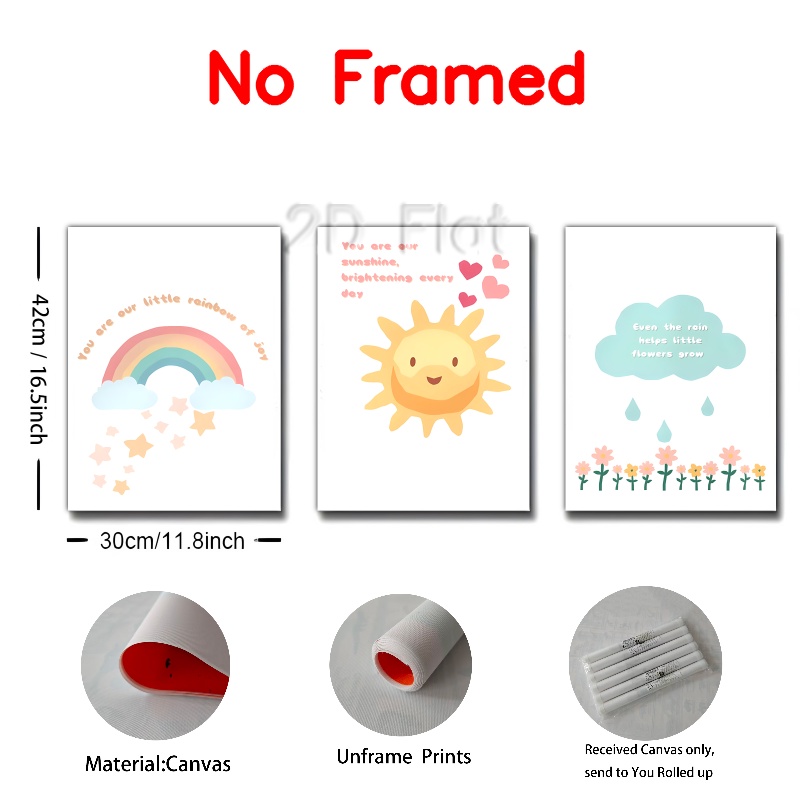 No Framed
2D Flat
42cm / 16.5inch
You are our little rainbow of joy
You are our
sunshine,
brightening every
day
Even the rain
helps little
flowers grow
30cm/11.8inch
Material:Canvas
Unframe Prints
Received Canvas only,
send to You Rolled up